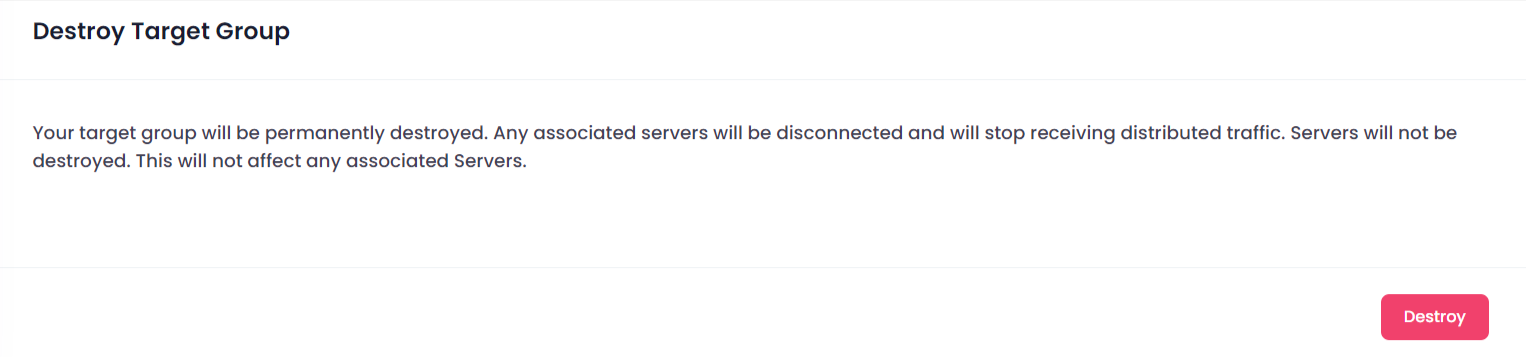 Destroy Target Group
Your target group will be permanently destroyed. Any associated servers will be disconnected and will stop receiving distributed traffic. Servers will not be
destroyed. This will not affect any associated Servers.
Destroy